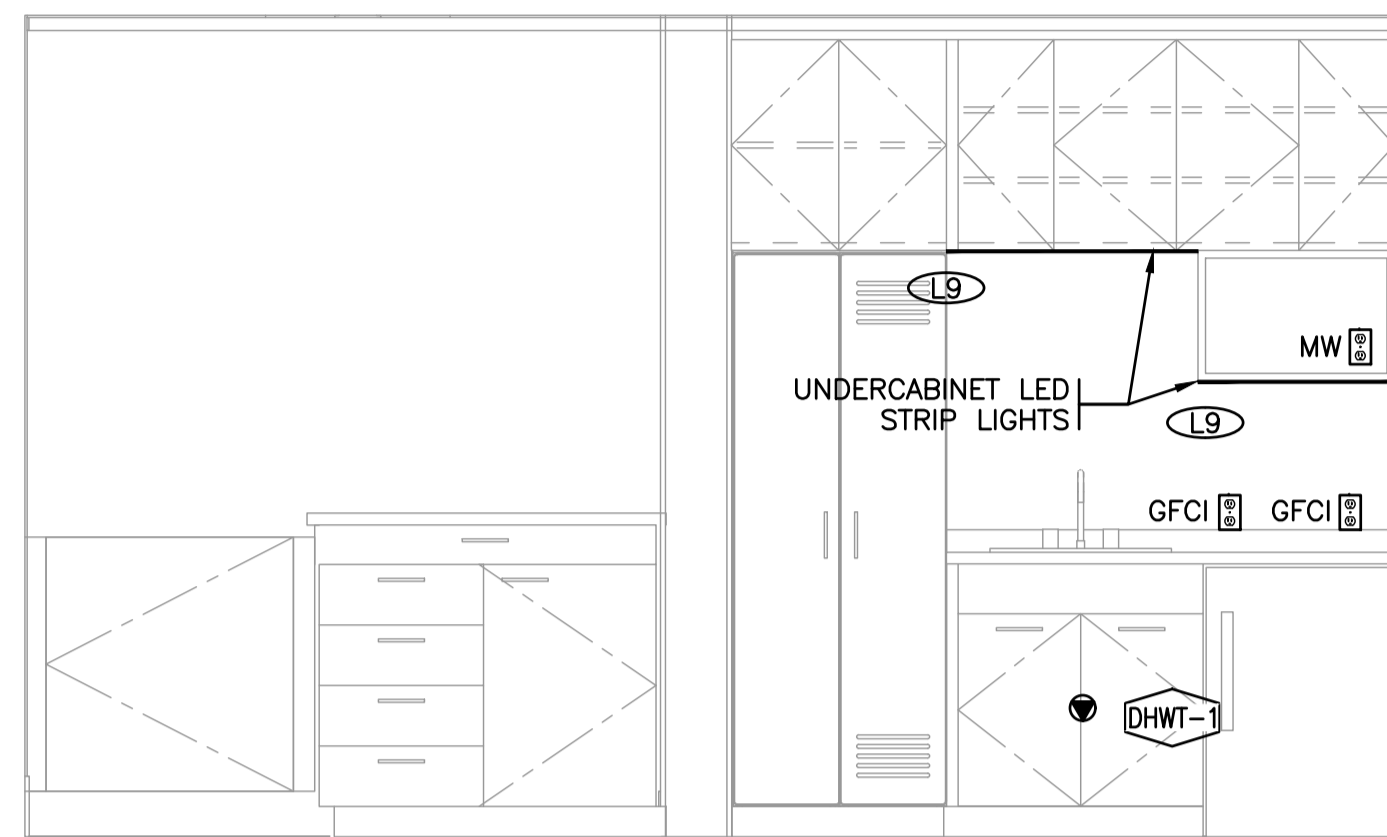 L9
MW
UNDERCABINET LED
STRIP LIGHTS
L9
GFCI GFCI
DHWT-1